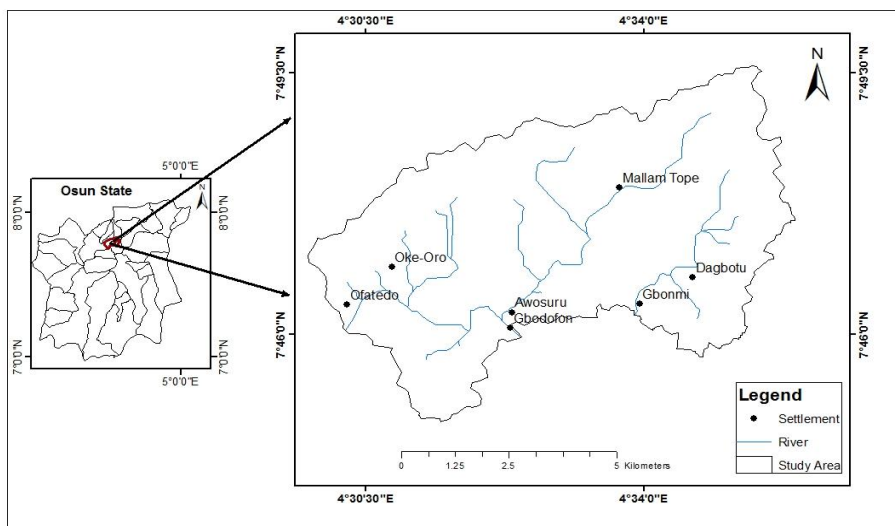 4°30'30"E
4°34'0"E
7°49'30"N
7°49'30"N
N
5°0'0"E
Osun State
N
8°0'0"N
8°0'0"N
Mallam Tope
Oke-Oro
Dagbotu
Ofatedo
Gbonmi
Awosuru
Gbodofon
7°46'0"N
7°46'0"N
7°0'0"N
7°0'0"N
5°0'0"E
Legend
Settlement
River
Study Area
0 1.25 2.5 5 Kilometers
4°30'30"E
4°34'0"E